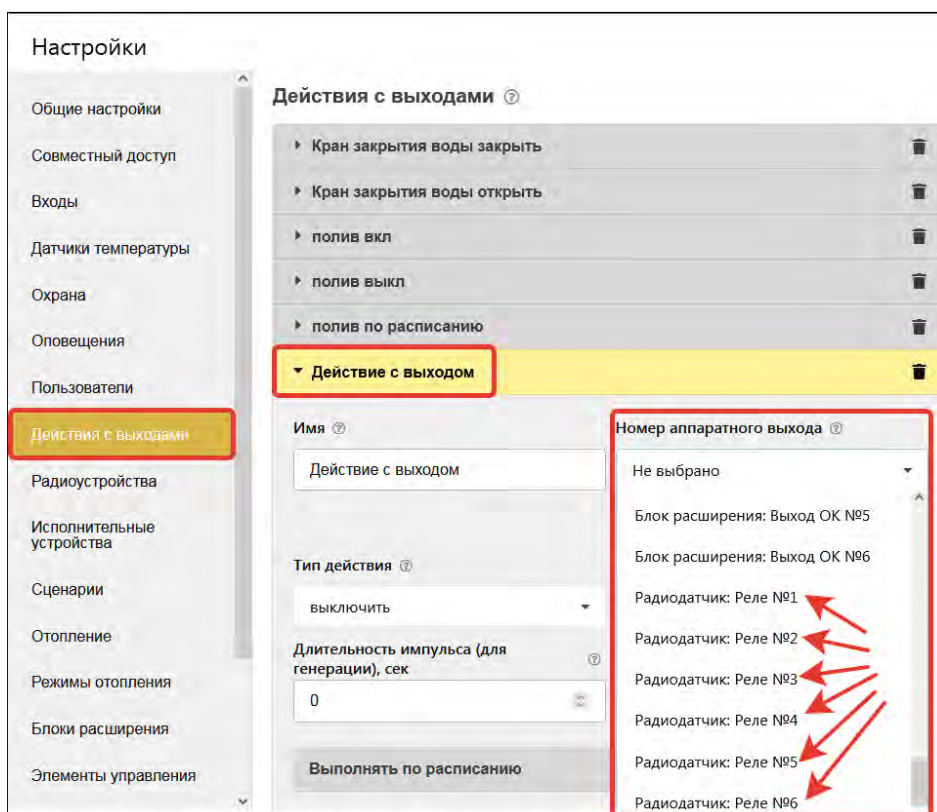 Настройки
Общие настройки
Совместный доступ
Входы
Датчики температуры
Охрана
Оповещения
Пользователи
Действия с выходами
Радиоустройства
Исполнительные
устройства
Сценарии
Отопление
Режимы отопления
Блоки расширения
Элементы управления
Действия с выходами
Кран закрытия воды закрыть
Кран закрытия воды открыть
полив вкл
полив выкл
полив по расписанию
Действие с выходом
Имя
Действие с выходом
Тип действия
выключить
Длительность импульса (для
генерации), сек
0
Выполнять по расписанию
Номер аппаратного выхода
Не выбрано
Блок расширения: Выход ОК №5
Блок расширения: Выход ОК №6
Радиодатчик: Реле №1
Радиодатчик: Реле №2
Радиодатчик: Реле №3
Радиодатчик: Реле №4
Радиодатчик: Реле №5
Радиодатчик: Реле №6